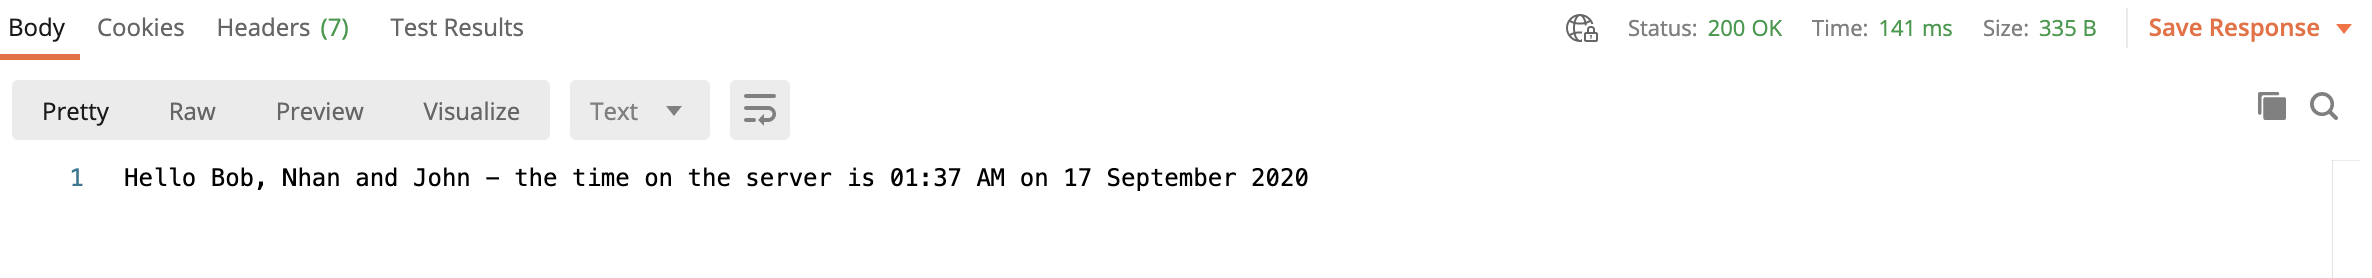 Body Cookies Headers (7) Test Results Status: 200 OK Time: 141 ms Size: 335 B Save Response
Pretty Raw Preview Visualize Text
1 Hello Bob, Nhan and John – the time on the server is 01:37 AM on 17 September 2020